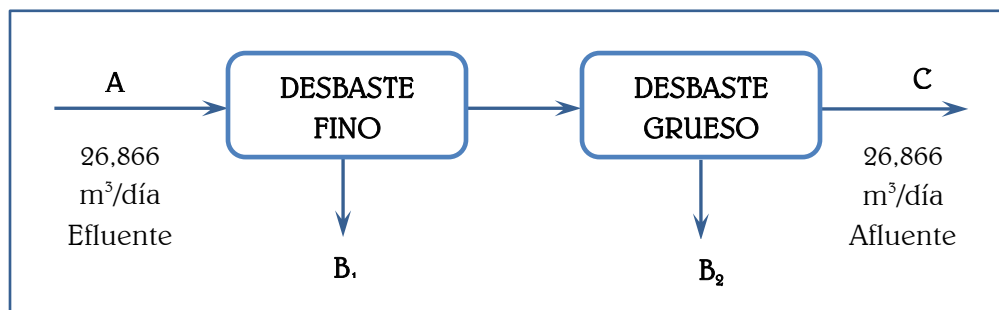 A
DESBASTE
FINO
DESBASTE
GRUESO
C
26,866
m³/día
Efluente
26,866
m³/día
Afluente
B₁
B₂